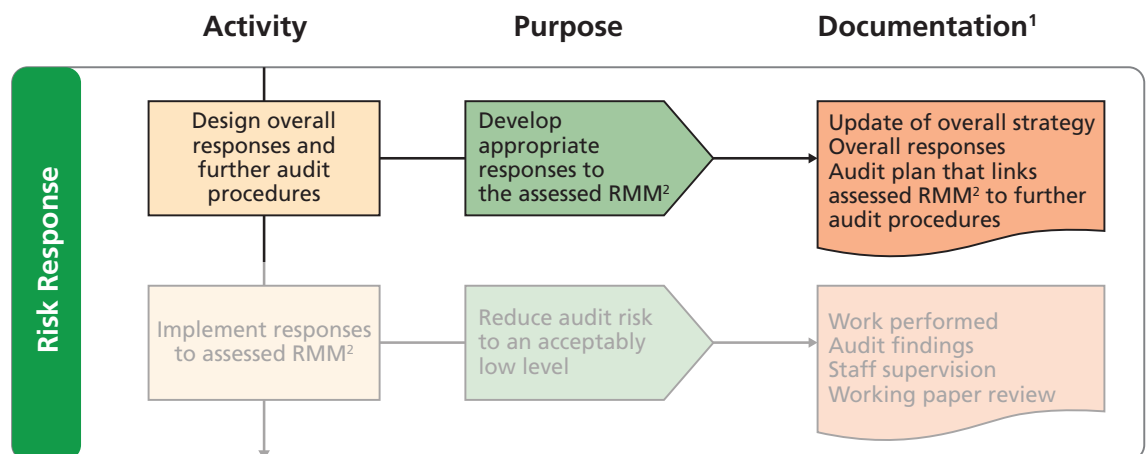 Activity
Purpose
Documentation¹
Risk Response
Design overall
responses and
further audit
procedures
Develop
appropriate
responses to
the assessed RMM²
Update of overall strategy
Overall responses
Audit plan that links
assessed RMM² to further
audit procedures
Implement responses
to assessed RMM²
Reduce audit risk
to an acceptably
low level
Work performed
Audit findings
Staff supervision
Working paper review